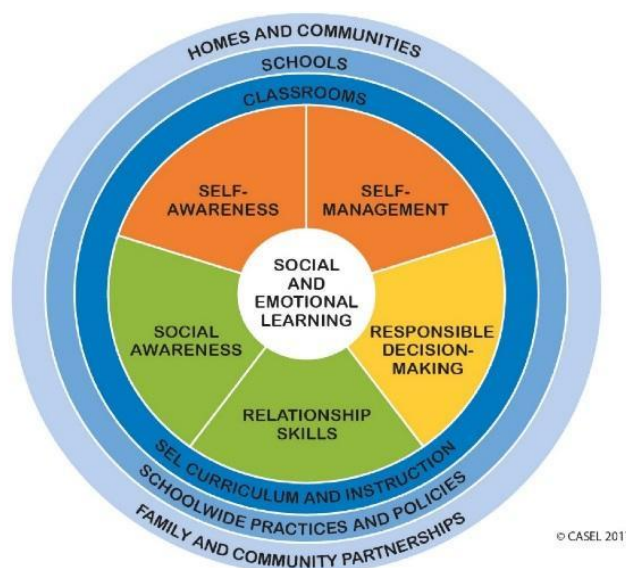 HOMES AND COMMUNITIES
SCHOOLS
CLASSROOMS
SELF-
AWARENESS
SELF-
MANAGEMENT
SOCIAL
AND
EMOTIONAL
LEARNING
SOCIAL
AWARENESS
RESPONSIBLE
DECISION-
MAKING
RELATIONSHIP
SKILLS
SEL CURRICULUM AND INSTRUCTION
SCHOOLWIDE PRACTICES AND POLICIES
FAMILY AND COMMUNITY PARTNERSHIPS
© CASEL